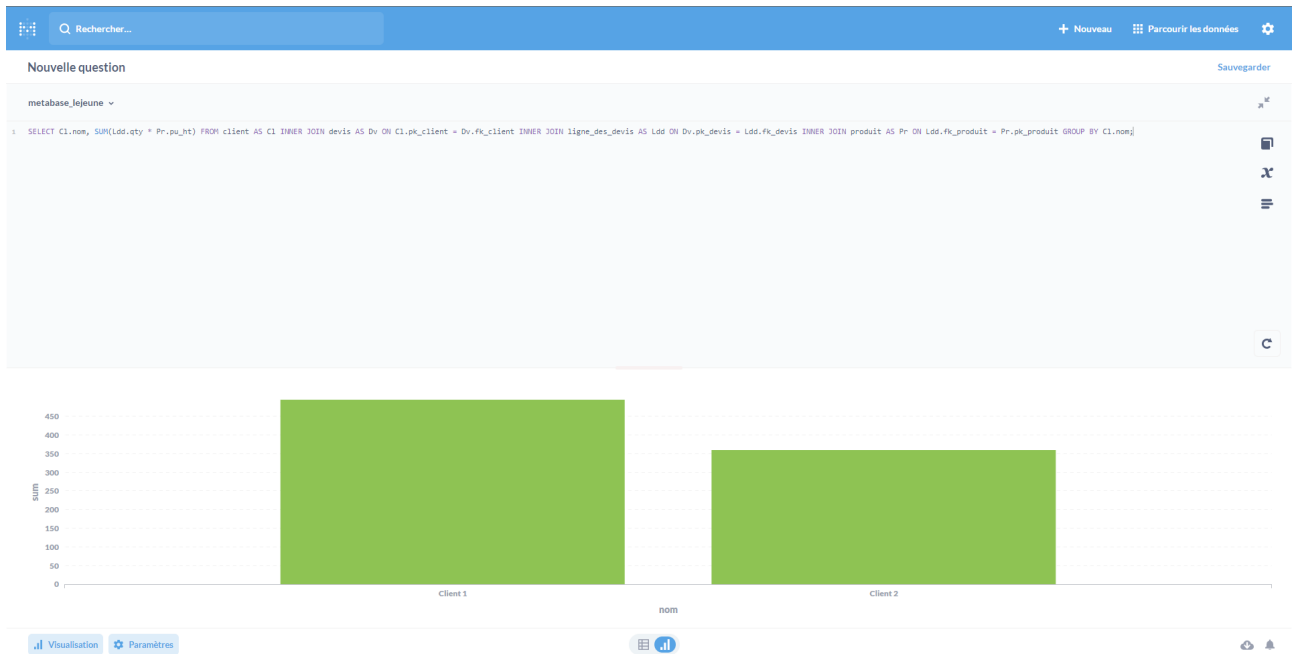 Rechercher...
+ Nouveau
Parcourir les données
Nouvelle question
Sauvegarder
metabase_lejeune
1 SELECT Cl.nom, SUM(Ldd.qty * Pr.pu_ht) FROM client AS Cl INNER JOIN devis AS Dv ON Cl.pk_client = Dv.fk_client INNER JOIN ligne_des_devis AS Ldd ON Dv.pk_devis = Ldd.fk_devis INNER JOIN produit AS Pr ON Ldd.fk_produit = Pr.pk_produit GROUP BY Cl.nom;
x
450
400
350
300
250
200
150
100
50
0
sum
Client 1
Client 2
nom
Visualisation
Paramètres